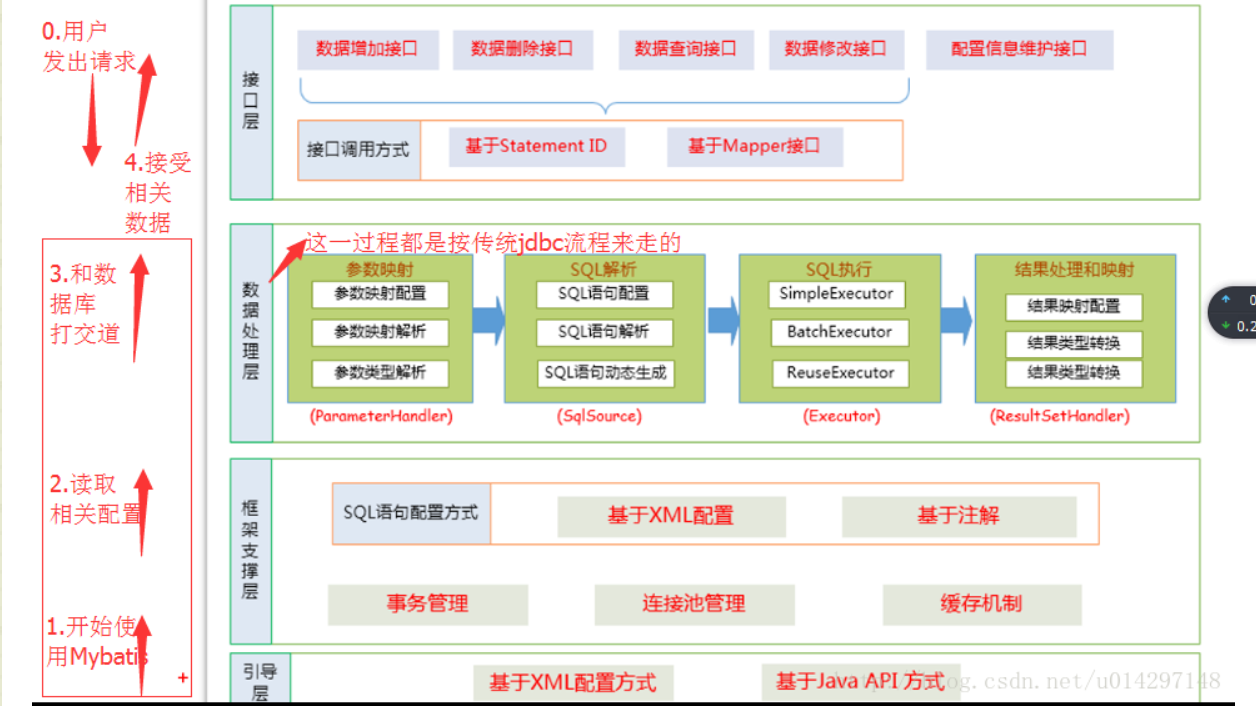 0.用户
发出请求
4.接受
相关
数据
3.和数
据库
打交道
2.读取
相关配置
1.开始使
用Mybatis
+
接口层
数据增加接口
数据删除接口
数据查询接口
数据修改接口
配置信息维护接口
接口调用方式
基于Statement ID
基于Mapper接口
数据处理层
这一过程都是按传统jdbc流程来走的
参数映射
参数映射配置
参数映射解析
参数类型解析
(ParameterHandler)
SQL解析
SQL语句配置
SQL语句解析
SQL语句动态生成
(SqlSource)
SQL执行
SimpleExecutor
BatchExecutor
ReuseExecutor
(Executor)
结果处理和映射
结果映射配置
结果类型转换
结果类型转换
(ResultSetHandler)
框架支撑层
SQL语句配置方式
基于XML配置
基于注解
事务管理
连接池管理
缓存机制
引导
层
基于XML配置方式
基于Java API 方式
http://blog.csdn.net/u014297148
0
0.2